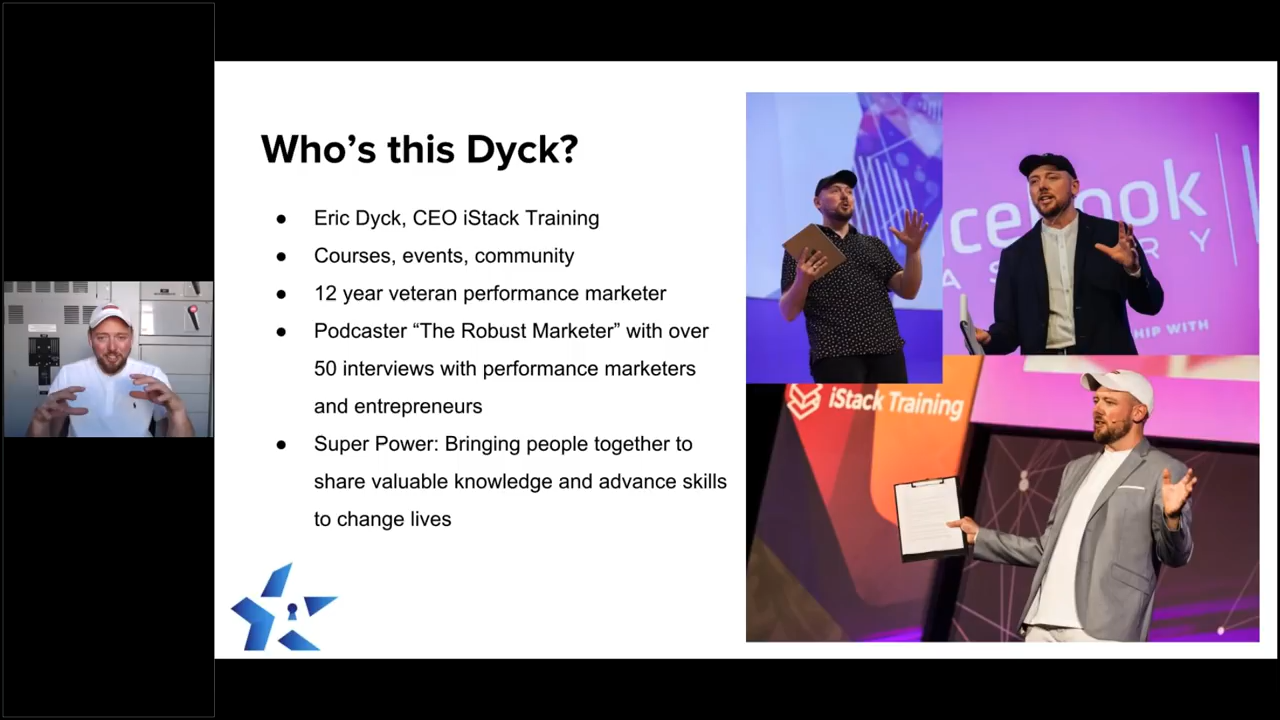 Who's this Dyck?
● Eric Dyck, CEO iStack Training
● Courses, events, community
● 12 year veteran performance marketer
● Podcaster “The Robust Marketer” with over
50 interviews with performance marketers
and entrepreneurs
● Super Power: Bringing people together to
share valuable knowledge and advance skills
to change lives
cebook
RY
HIP WITH
iStack Training